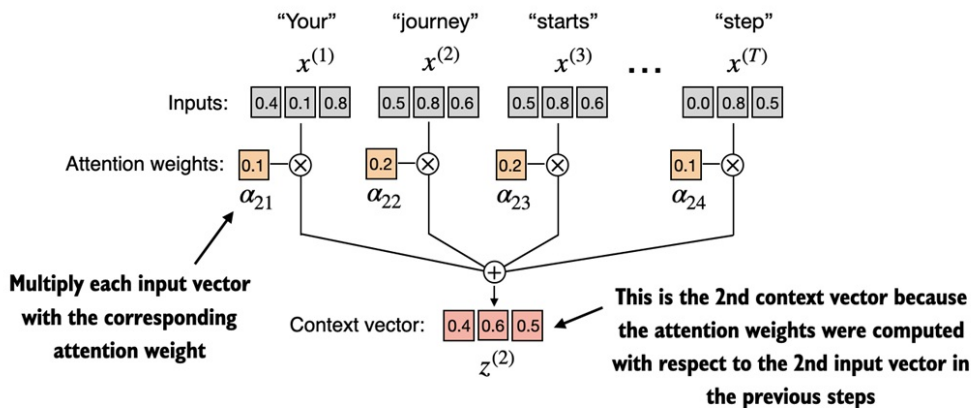 “Your” “journey” “starts” “step”
x(1) x(2) x(3) ... x(T)
Inputs: 0.4 0.1 0.8 0.5 0.8 0.6 0.5 0.8 0.6 0.0 0.8 0.5
Attention weights: 0.1 0.2 0.2 0.1
α21 α22 α23 α24
Multiply each input vector
with the corresponding
attention weight
Context vector: 0.4 0.6 0.5
z(2)
This is the 2nd context vector because
the attention weights were computed
with respect to the 2nd input vector in
the previous steps